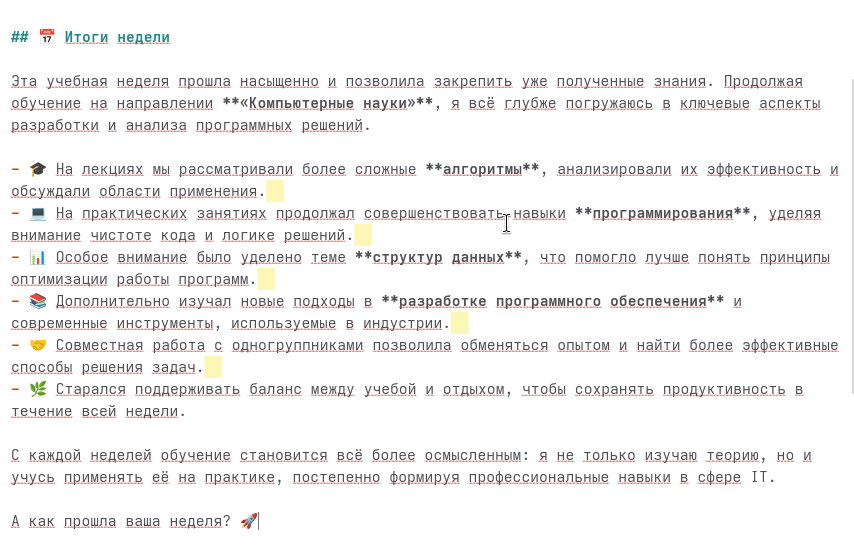 ## 📅 Итоги недели
Эта учебная неделя прошла насыщенно и позволила закрепить уже полученные знания. Продолжая
обучение на направлении **«Компьютерные науки»**, я всё глубже погружаюсь в ключевые аспекты
разработки и анализа программных решений.
- 🎓 На лекциях мы рассматривали более сложные **алгоритмы**, анализировали их эффективность и
обсуждали области применения.
- 💻 На практических занятиях продолжал совершенствовать навыки **программирования**, уделяя
внимание чистоте кода и логике решений.
- 📊 Особое внимание было уделено теме **структур данных**, что помогло лучше понять принципы
оптимизации работы программ.
- 📚 Дополнительно изучал новые подходы в **разработке программного обеспечения** и
современные инструменты, используемые в индустрии.
- 🤝 Совместная работа с одногруппниками позволила обменяться опытом и найти более эффективные
способы решения задач.
- 🌿 Старался поддерживать баланс между учебой и отдыхом, чтобы сохранять продуктивность в
течение всей недели.
С каждой неделей обучение становится всё более осмысленным: я не только изучаю теорию, но и
учусь применять её на практике, постепенно формируя профессиональные навыки в сфере IT.
А как прошла ваша неделя? 🚀